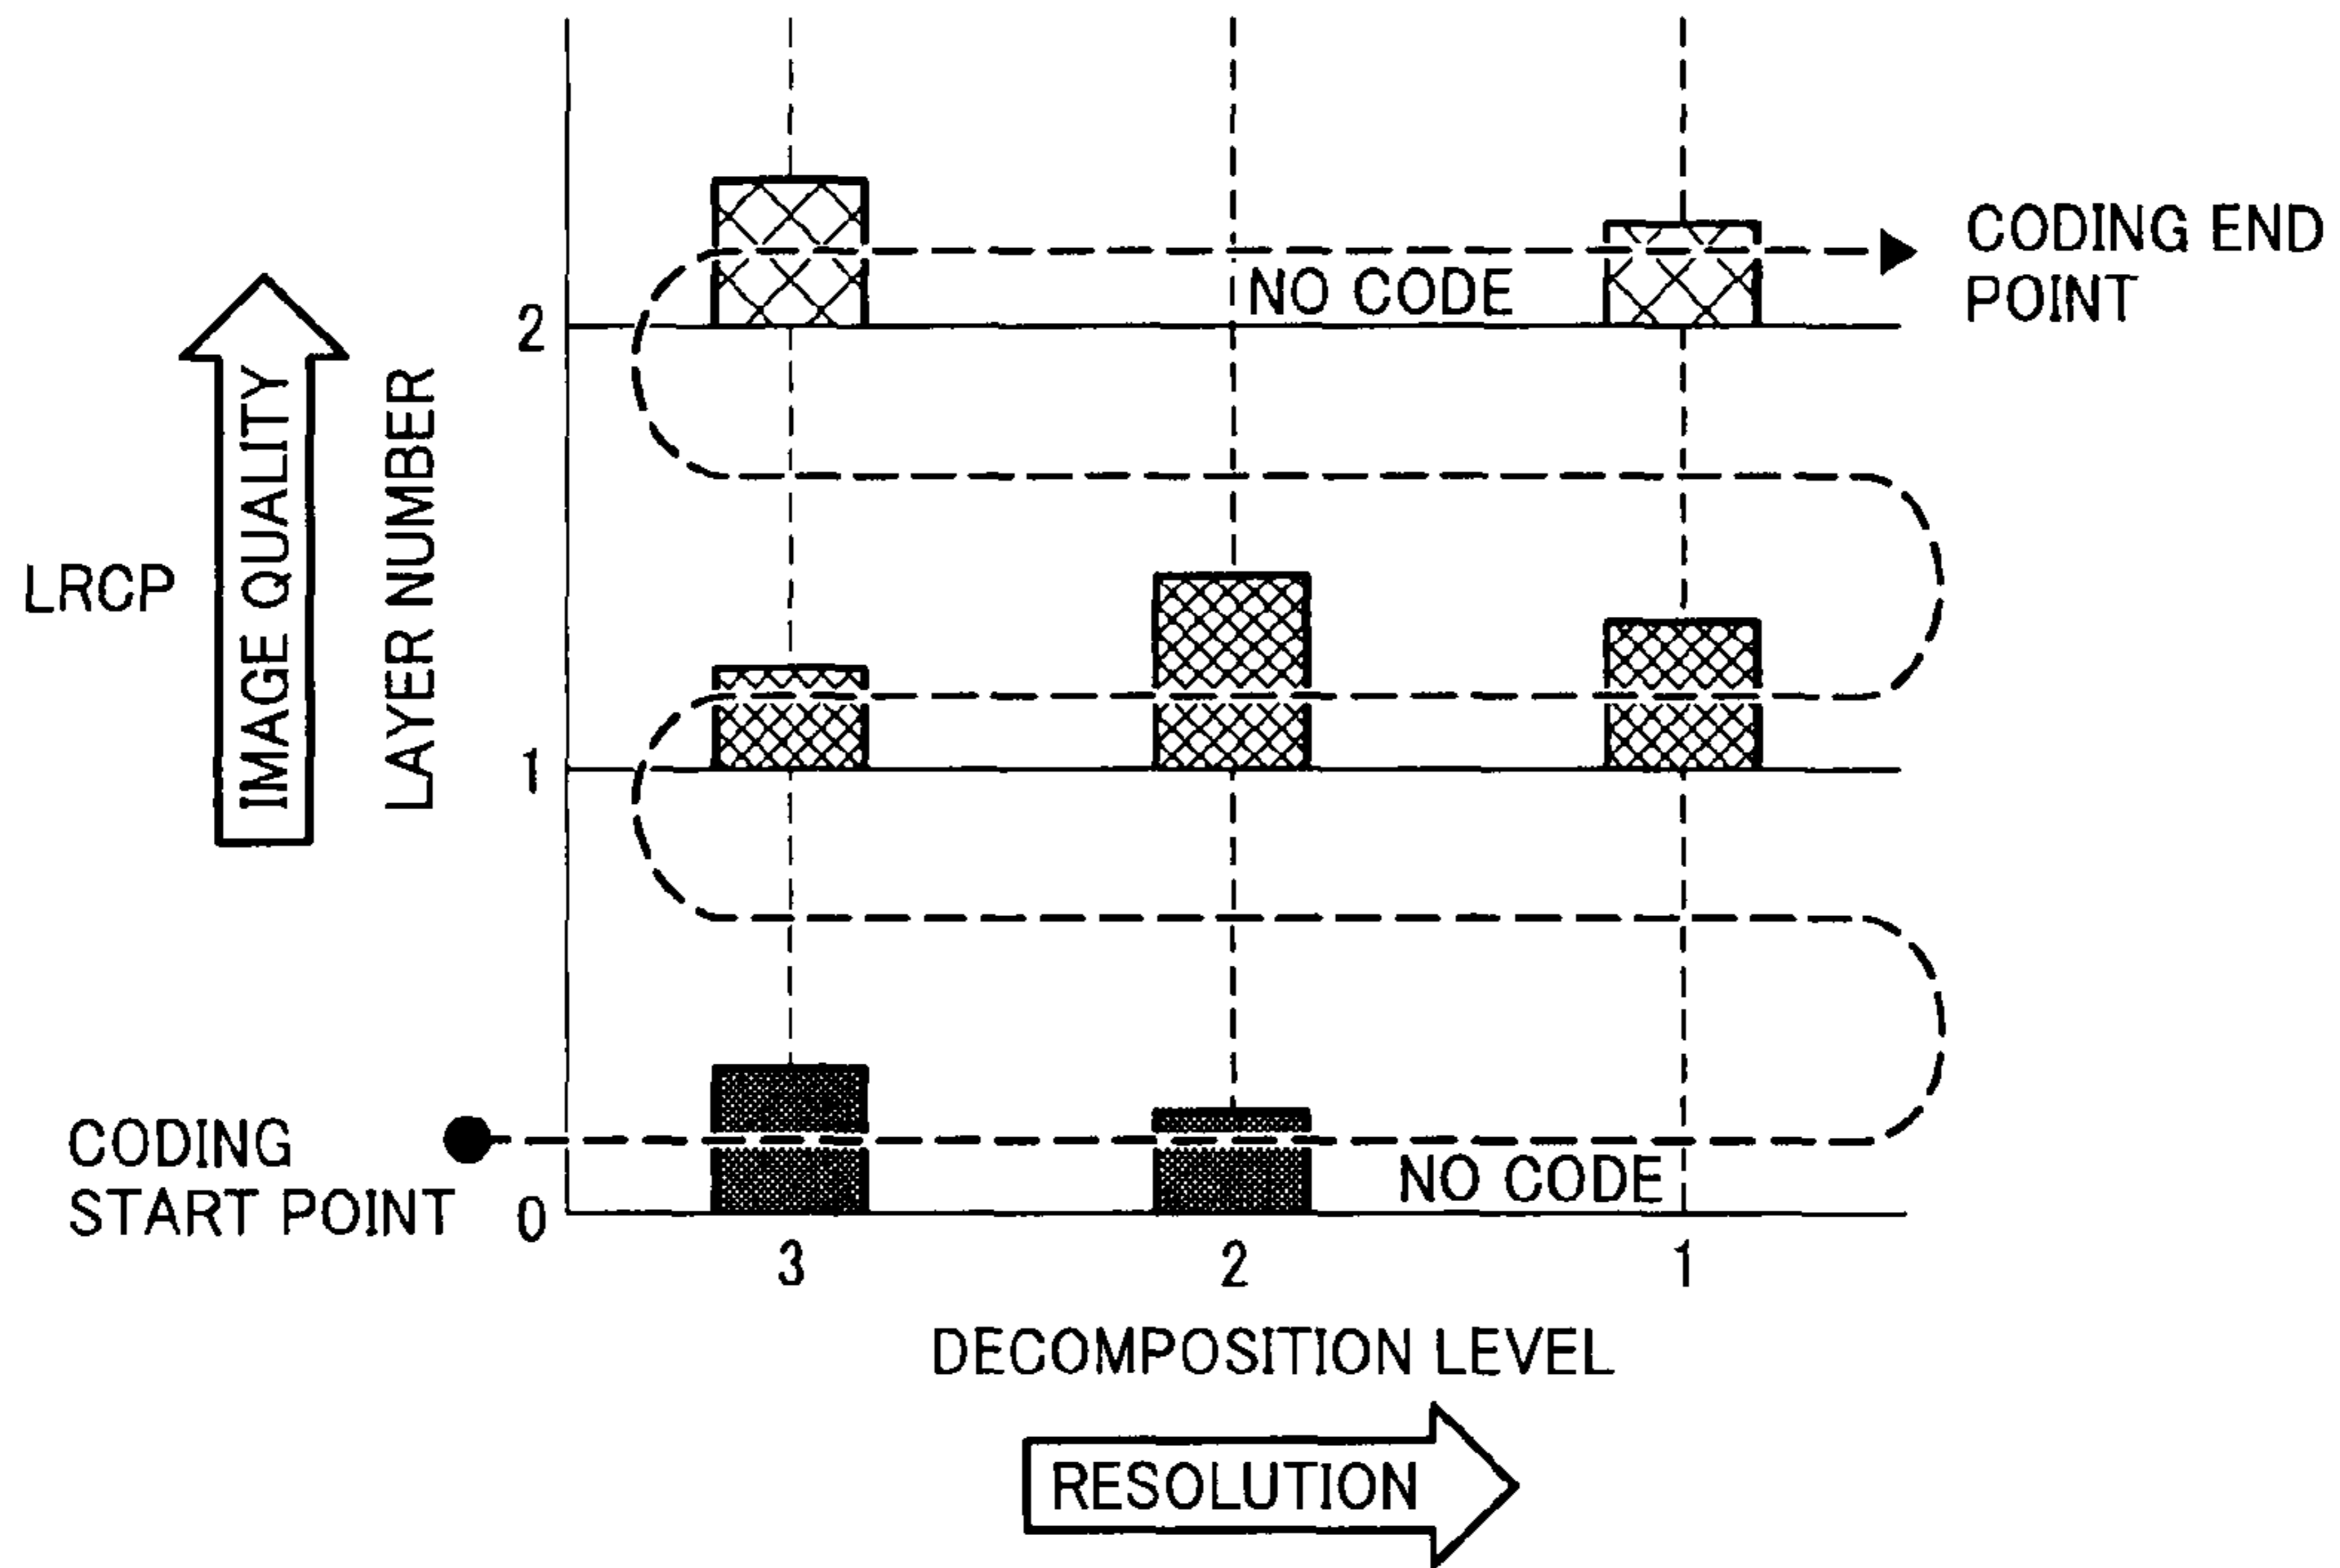 CODING END
POINT
NO CODE
2
IMAGE QUALITY
LAYER NUMBER
LRCP
1
CODING
START POINT
NO CODE
0
3
2
1
DECOMPOSITION LEVEL
RESOLUTION